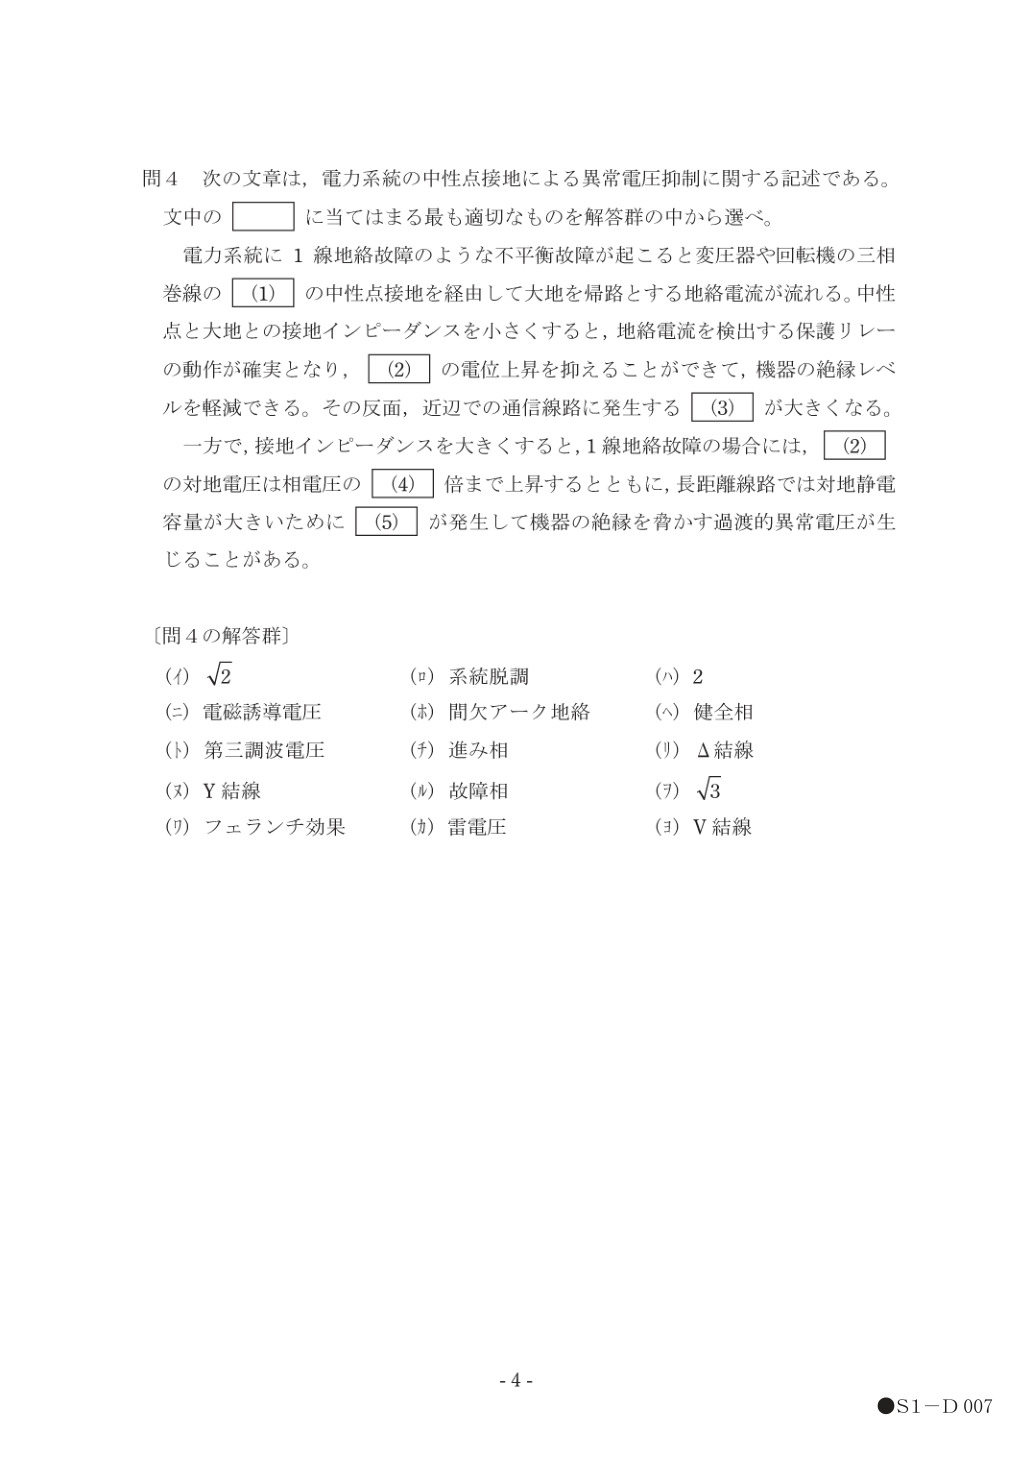 問4 次の文章は，電力系統の中性点接地による異常電圧抑制に関する記述である。
文中の に当てはまる最も適切なものを解答群の中から選べ。
電力系統に 1 線地絡故障のような不平衡故障が起こると変圧器や回転機の三相
巻線の (1) の中性点接地を経由して大地を帰路とする地絡電流が流れる。中性
点と大地との接地インピーダンスを小さくすると，地絡電流を検出する保護リレー
の動作が確実となり， (2) の電位上昇を抑えることができて，機器の絶縁レベ
ルを軽減できる。その反面，近辺での通信線路に発生する (3) が大きくなる。
一方で，接地インピーダンスを大きくすると，1 線地絡故障の場合には， (2)
の対地電圧は相電圧の (4) 倍まで上昇するとともに，長距離線路では対地静電
容量が大きいために (5) が発生して機器の絶縁を脅かす過渡的異常電圧が生
じることがある。
〔問4の解答群〕
(ｲ) √2 (ﾛ) 系統脱調 (ﾊ) 2
(ﾆ) 電磁誘導電圧 (ﾎ) 間欠アーク地絡 (ﾍ) 健全相
(ﾄ) 第三調波電圧 (ﾁ) 進み相 (ﾘ) Δ結線
(ﾇ) Y 結線 (ﾙ) 故障相 (ｦ) √3
(ﾜ) フェランチ効果 (ｶ) 雷電圧 (ﾖ) V 結線
- 4 -
●S1－D 007